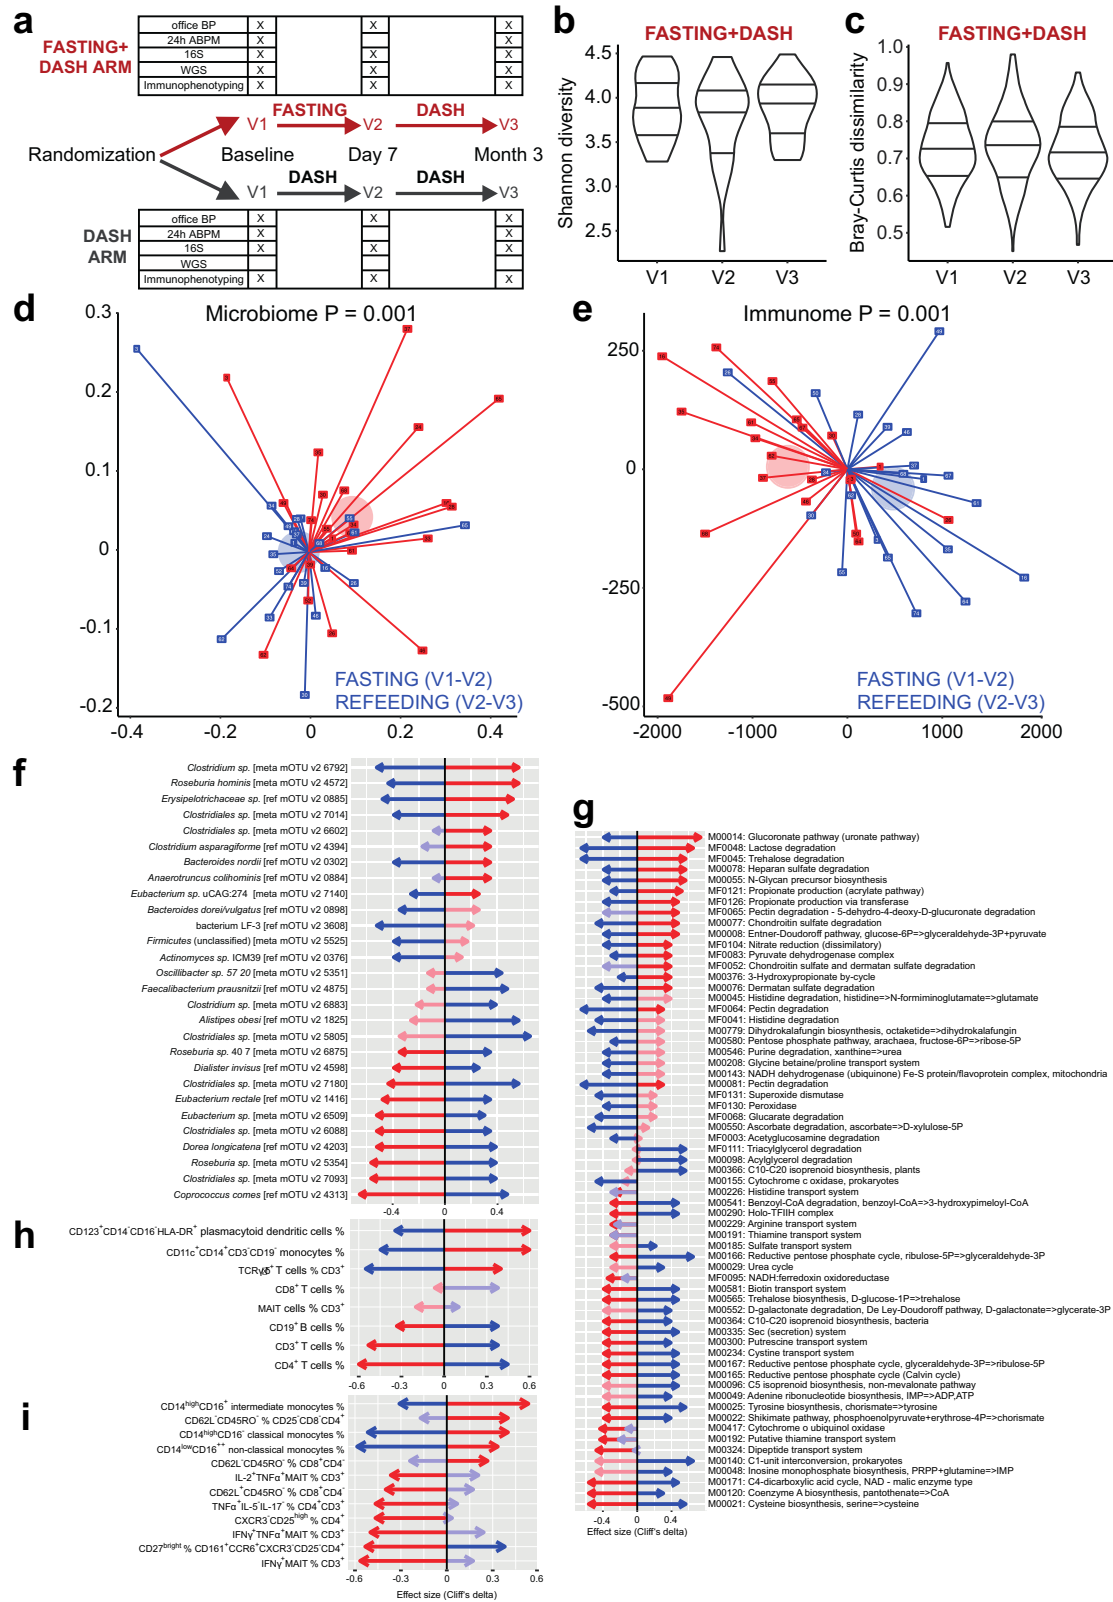 a
FASTING+
DASH ARM
office BP X X X
24h ABPM X X
16S X X X
WGS X X X
Immunophenotyping X X X
FASTING DASH
V1 V2 V3
Randomization Baseline Day 7 Month 3
DASH DASH
V1 V2 V3
DASH
ARM
office BP X X X
24h ABPM X X
16S X X X
WGS
Immunophenotyping X X X
b
FASTING+DASH
Shannon diversity
4.5
4.0
3.5
3.0
2.5
V1 V2 V3
c
FASTING+DASH
Bray-Curtis dissimilarity
1.0
0.9
0.8
0.7
0.6
0.5
V1 V2 V3
d
Microbiome P = 0.001
0.3
0.2
0.1
0
-0.1
-0.2
-0.4 -0.2 0 0.2 0.4
FASTING (V1-V2)
REFEEDING (V2-V3)
e
Immunome P = 0.001
250
0
-250
-500
-2000 -1000 0 1000 2000
FASTING (V1-V2)
REFEEDING (V2-V3)
f
Clostridium sp. [meta mOTU v2 6792]
Roseburia hominis [ref mOTU v2 4572]
Erysipelotrichaceae sp. [ref mOTU v2 0885]
Clostridiales sp. [ref mOTU v2 7014]
Clostridiales sp. [meta mOTU v2 6602]
Clostridium asparagiforme [ref mOTU v2 4394]
Bacteroides nordii [ref mOTU v2 0302]
Anaerotruncus colihominis [ref mOTU v2 0884]
Eubacterium sp. uCAG:274 [meta mOTU v2 7140]
Bacteroides dorei/vulgatus [ref mOTU v2 0898]
bacterium LF-3 [ref mOTU v2 3608]
Firmicutes (unclassified) [meta mOTU v2 5525]
Actinomyces sp. ICM39 [ref mOTU v2 0376]
Oscillibacter sp. 57 20 [meta mOTU v2 5351]
Faecalibacterium prausnitzii [ref mOTU v2 4875]
Clostridium sp. [meta mOTU v2 6883]
Alistipes obesi [ref mOTU v2 1825]
Clostridiales sp. [meta mOTU v2 5805]
Roseburia sp. 40 7 [meta mOTU v2 6875]
Dialister invisus [ref mOTU v2 4598]
Clostridiales sp. [meta mOTU v2 7180]
Eubacterium rectale [ref mOTU v2 1416]
Eubacterium sp. [meta mOTU v2 6509]
Clostridiales sp. [meta mOTU v2 6088]
Dorea longicatena [ref mOTU v2 4203]
Roseburia sp. [meta mOTU v2 5354]
Clostridiales sp. [meta mOTU v2 7093]
Coprococcus comes [ref mOTU v2 4313]
-0.4 0 0.4
g
M00014: Glucoronate pathway (uronate pathway)
MF0048: Lactose degradation
MF0045: Trehalose degradation
M00078: Heparan sulfate degradation
M00055: N-Glycan precursor biosynthesis
MF0121: Propionate production (acrylate pathway)
MF0126: Propionate production via transferase
MF0065: Pectin degradation - 5-dehydro-4-deoxy-D-glucuronate degradation
M00077: Chondroitin sulfate degradation
M00008: Entner-Doudoroff pathway, glucose-6P=>glyceraldehyde-3P+pyruvate
MF0104: Nitrate reduction (dissimilatory)
MF0083: Pyruvate dehydrogenase complex
MF0052: Chondroitin sulfate and dermatan sulfate degradation
M00376: 3-Hydroxypropionate by-cycle
M00076: Dermatan sulfate degradation
M00045: Histidine degradation, histidine=>N-formiminoglutamate=>glutamate
MF0064: Pectin degradation
MF0041: Histidine degradation
M00779: Dihydrokalafungin biosynthesis, octaketide=>dihydrokalafungin
M00580: Pentose phosphate pathway, arachaea, fructose-6P=>ribose-5P
M00546: Purine degradation, xanthine=>urea
M00208: Glycine betaine/proline transport system
M00143: NADH dehydrogenase (ubiquinone) Fe-S protein/flavoprotein complex, mitochondria
M00081: Pectin degradation
MF0131: Superoxide dismutase
MF0130: Peroxidase
MF0068: Glucarate degradation
M00550: Ascorbate degradation, ascorbate=>D-xylulose-5P
MF0003: Acetyglucosamine degradation
MF0111: Triacylglycerol degradation
M00098: Acylglycerol degradation
M00366: C10-C20 isoprenoid biosynthesis, plants
M00155: Cytochrome c oxidase, prokaryotes
M00226: Histidine transport system
M00541: Benzoyl-CoA degradation, benzoyl-CoA=>3-hydroxypimeloyl-CoA
M00290: Holo-TFIIH complex
M00229: Arginine transport system
M00191: Thiamine transport system
M00185: Sulfate transport system
M00166: Reductive pentose phosphate cycle, ribulose-5P=>glyceraldehyde-3P
M00029: Urea cycle
MF0095: NADH:ferredoxin oxidoreductase
M00581: Biotin transport system
M00565: Trehalose biosynthesis, D-glucose-1P=>trehalose
M00552: D-galactonate degradation, De Ley-Doudoroff pathway, D-galactonate=>glycerate-3P
M00364: C10-C20 isoprenoid biosynthesis, bacteria
M00335: Sec (secretion) system
M00300: Putrescine transport system
M00234: Cystine transport system
M00167: Reductive pentose phosphate cycle, glyceraldehyde-3P=>ribulose-5P
M00165: Reductive pentose phosphate cycle (Calvin cycle)
M00096: C5 isoprenoid biosynthesis, non-mevalonate pathway
M00049: Adenine ribonucleotide biosynthesis, IMP=>ADP,ATP
M00025: Tyrosine biosynthesis, chorismate=>tyrosine
M00022: Shikimate pathway, phosphoenolpyruvate+erythrose-4P=>chorismate
M00417: Cytochrome o ubiquinol oxidase
M00192: Putative thiamine transport system
M00324: Dipeptide transport system
M00140: C1-unit interconversion, prokaryotes
M00048: Inosine monophosphate biosynthesis, PRPP+glutamine=>IMP
M00171: C4-dicarboxylic acid cycle, NAD - malic enzyme type
M00120: Coenzyme A biosynthesis, pantothenate=>CoA
M00021: Cysteine biosynthesis, serine=>cysteine
-0.4 0 0.4
Effect size (Cliff's delta)
h
CD123+CD14-CD16-HLA-DR+ plasmacytoid dendritic cells %
CD11c+CD14+CD3-CD19- monocytes %
TCRγδ+ T cells % CD3+
CD8+ T cells %
MAIT cells % CD3+
CD19+ B cells %
CD3+ T cells %
CD4+ T cells %
-0.6 -0.3 0 0.3 0.6
i
CD14highCD16+ intermediate monocytes %
CD62L-CD45RO- % CD25-CD8-CD4+
CD14highCD16- classical monocytes %
CD14lowCD16++ non-classical monocytes %
CD62L-CD45RO- % CD8+CD4-
IL-2+TNFα+MAIT % CD3+
CD62L+CD45RO- % CD8+CD4-
TNFα+IL-5-IL-17- % CD4+CD3+
CXCR3-CD25high % CD4+
IFNγ+TNFα+MAIT % CD3+
CD27bright % CD161+CCR6+CXCR3-CD25-CD4+
IFNγ+MAIT % CD3+
-0.6 -0.3 0 0.3 0.6
Effect size (Cliff's delta)